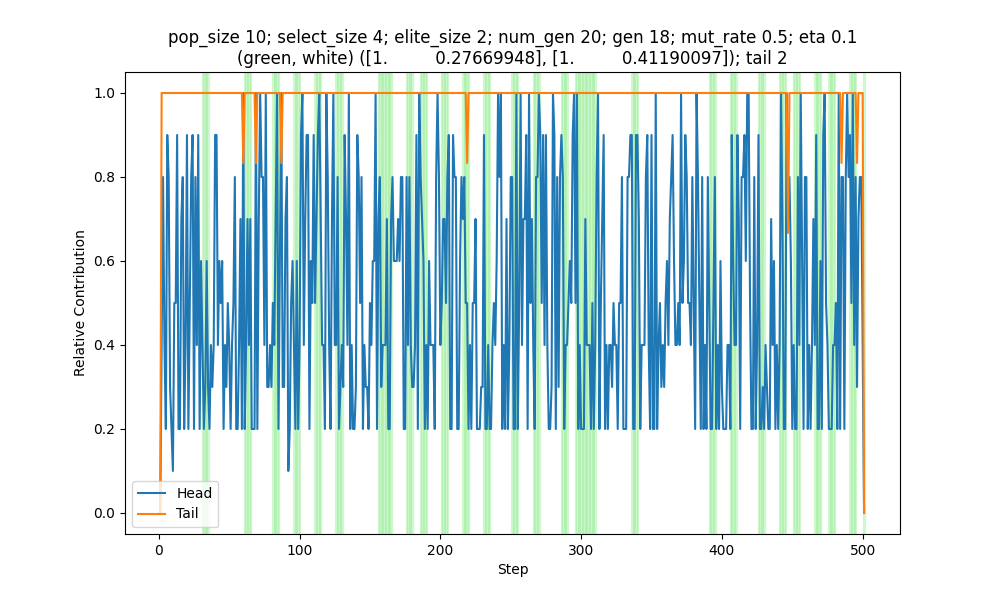 pop_size 10; select_size 4; elite_size 2; num_gen 20; gen 18; mut_rate 0.5; eta 0.1
(green, white) ([1. 0.27669948], [1. 0.41190097]); tail 2
1.0
0.8
0.6
0.4
0.2
0.0
Relative Contribution
Head
Tail
0 100 200 300 400 500
Step